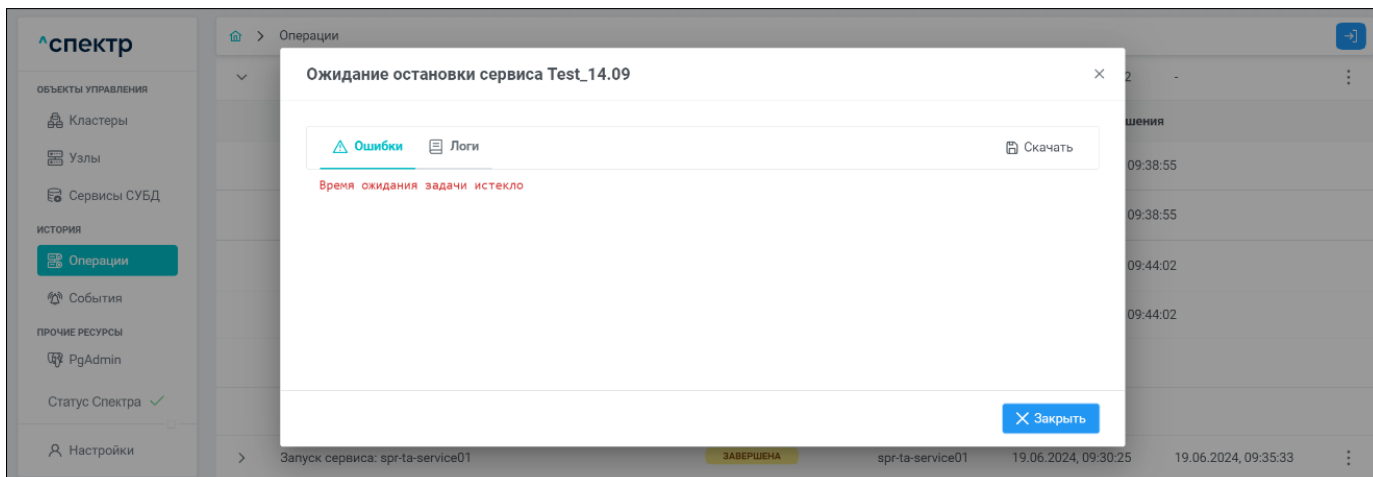 ^спектр
Операции
ОБЪЕКТЫ УПРАВЛЕНИЯ
Кластеры
Узлы
Сервисы СУБД
ИСТОРИЯ
Операции
События
ПРОЧИЕ РЕСУРСЫ
PgAdmin
Статус Спектра
Настройки
Ожидание остановки сервиса Test_14.09
Ошибки
Логи
Скачать
Время ожидания задачи истекло
Закрыть
2 -
шения
09:38:55
09:38:55
09:44:02
09:44:02
Запуск сервиса: spr-ta-service01 ЗАВЕРШЕНА spr-ta-service01 19.06.2024, 09:30:25 19.06.2024, 09:35:33